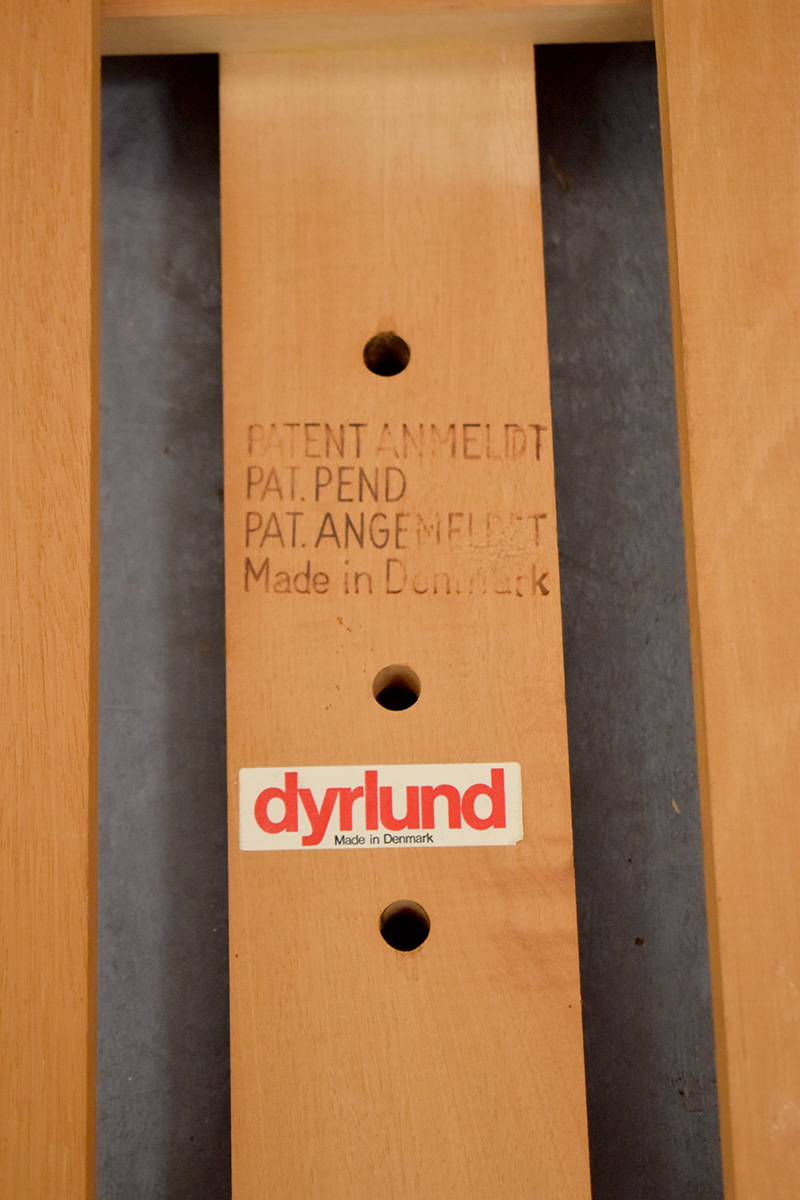 PATENT ANMELDT
PAT. PEND
PAT. ANGEMELDET
Made in Denmark
dyrlund
Made in Denmark